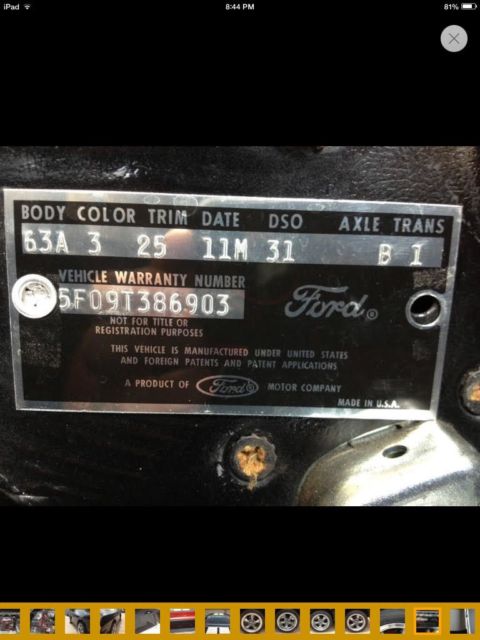 iPad
8:44 PM
81%
BODY COLOR TRIM DATE DSO AXLE TRANS
63A 3 25 11M 31 B 1
VEHICLE WARRANTY NUMBER
5F09T386903
Ford®
NOT FOR TITLE OR
REGISTRATION PURPOSES
THIS VEHICLE IS MANUFACTURED UNDER UNITED STATES
AND FOREIGN PATENTS AND PATENT APPLICATIONS
A PRODUCT OF Ford® MOTOR COMPANY
MADE IN U.S.A.